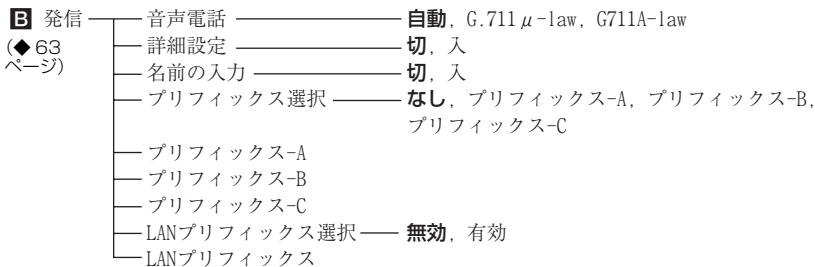 B 発信 音声電話 自動, G.711μ-law, G711A-law
(◆63 詳細設定 切, 入
ページ) 名前の入力 切, 入
プリフィックス選択 なし, プリフィックス-A, プリフィックス-B,
プリフィックス-C
プリフィックス-A
プリフィックス-B
プリフィックス-C
LANプリフィックス選択 無効, 有効
LANプリフィックス